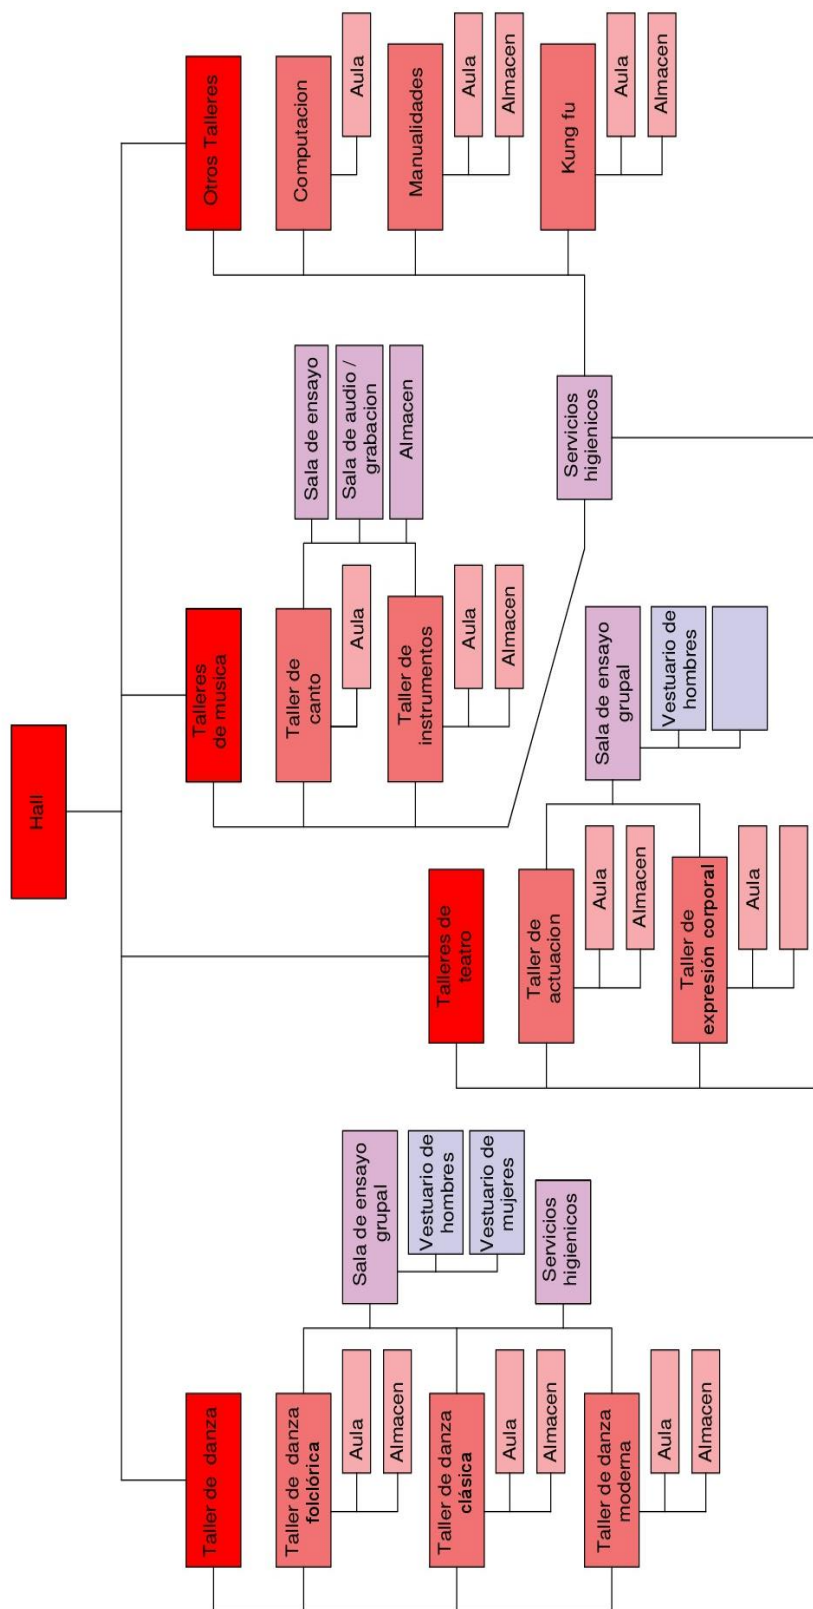 Hall
Taller de danza
Taller de danza
folclórica
Aula
Almacen
Taller de danza
clásica
Aula
Almacen
Taller de danza
moderna
Aula
Almacen
Sala de ensayo
grupal
Vestuario de
hombres
Vestuario de
mujeres
Servicios
higienicos
Talleres de
teatro
Taller de
actuacion
Aula
Almacen
Taller de
expresión corporal
Aula
Sala de ensayo
grupal
Vestuario de
hombres
Talleres
de musica
Taller de
canto
Aula
Taller de
instrumentos
Aula
Almacen
Sala de ensayo
Sala de audio /
grabacion
Almacen
Servicios
higienicos
Otros Talleres
Computacion
Aula
Manualidades
Aula
Almacen
Kung fu
Aula
Almacen